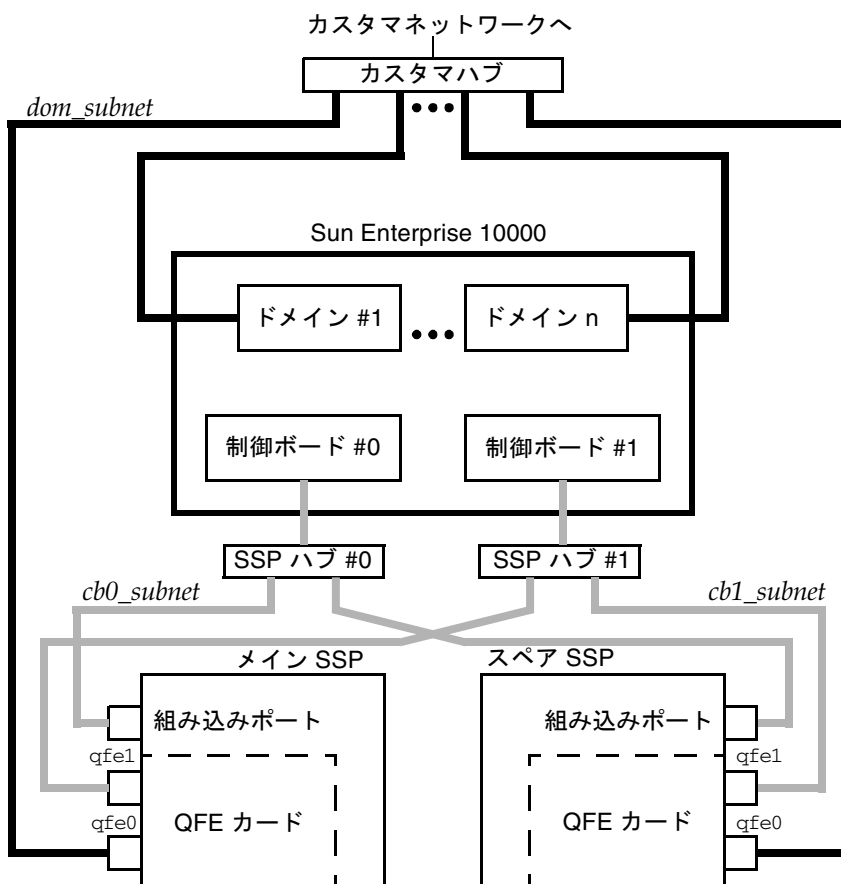 カスタマネットワークへ
カスタマハブ
dom_subnet
Sun Enterprise 10000
ドメイン #1
ドメイン n
制御ボード #0
制御ボード #1
SSP ハブ #0
SSP ハブ #1
cb0_subnet
cb1_subnet
メイン SSP
スペア SSP
組み込みポート
組み込みポート
qfe1
qfe1
QFE カード
QFE カード
qfe0
qfe0